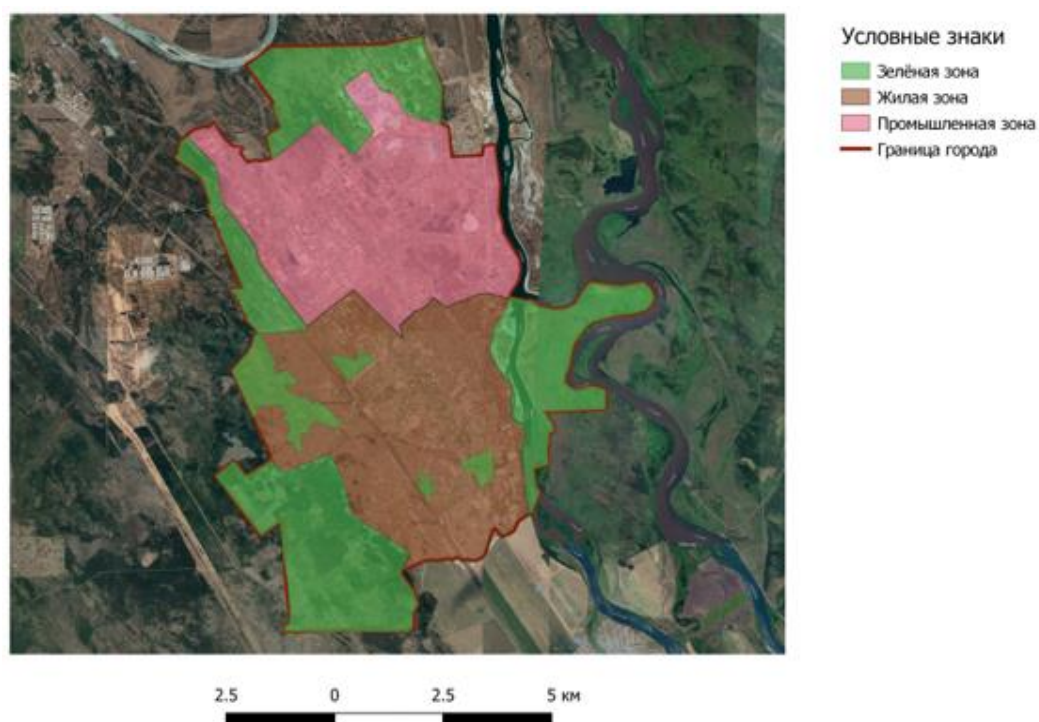 Условные знаки
Зелёная зона
Жилая зона
Промышленная зона
Граница города
2.5 0 2.5 5 км